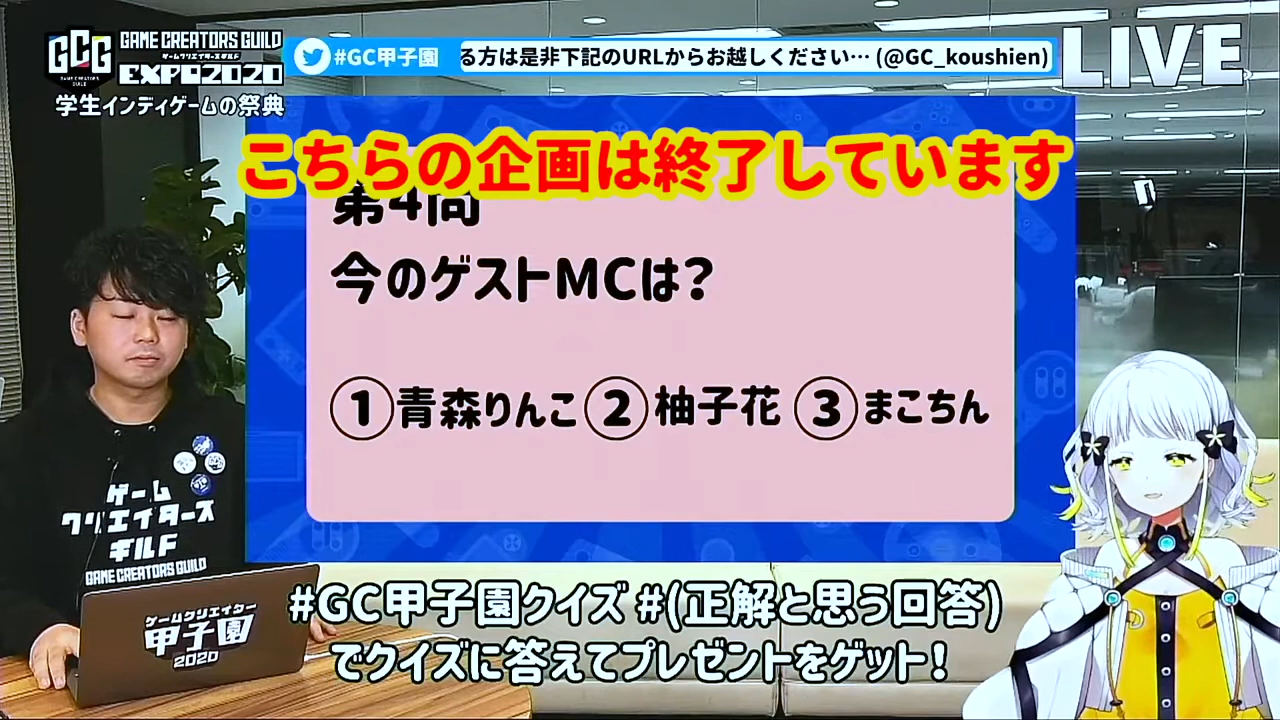 GCG
GAME CREATORS GUILD
GAME CREATORS GUILD
ゲームクリエイターズギルド
EXPO2020
学生インディゲームの祭典
#GC甲子園
る方は是非下記のURLからお越しください… (@GC_koushien)
LIVE
こちらの企画は終了しています
第4問
今のゲストMCは？
①青森りんこ ②柚子花 ③まこちん
ゲーム
クリエイターズ
ギルド
GAME CREATORS GUILD
ゲームクリエイター
甲子園
2020
#GC甲子園クイズ #(正解と思う回答)
でクイズに答えてプレゼントをゲット!